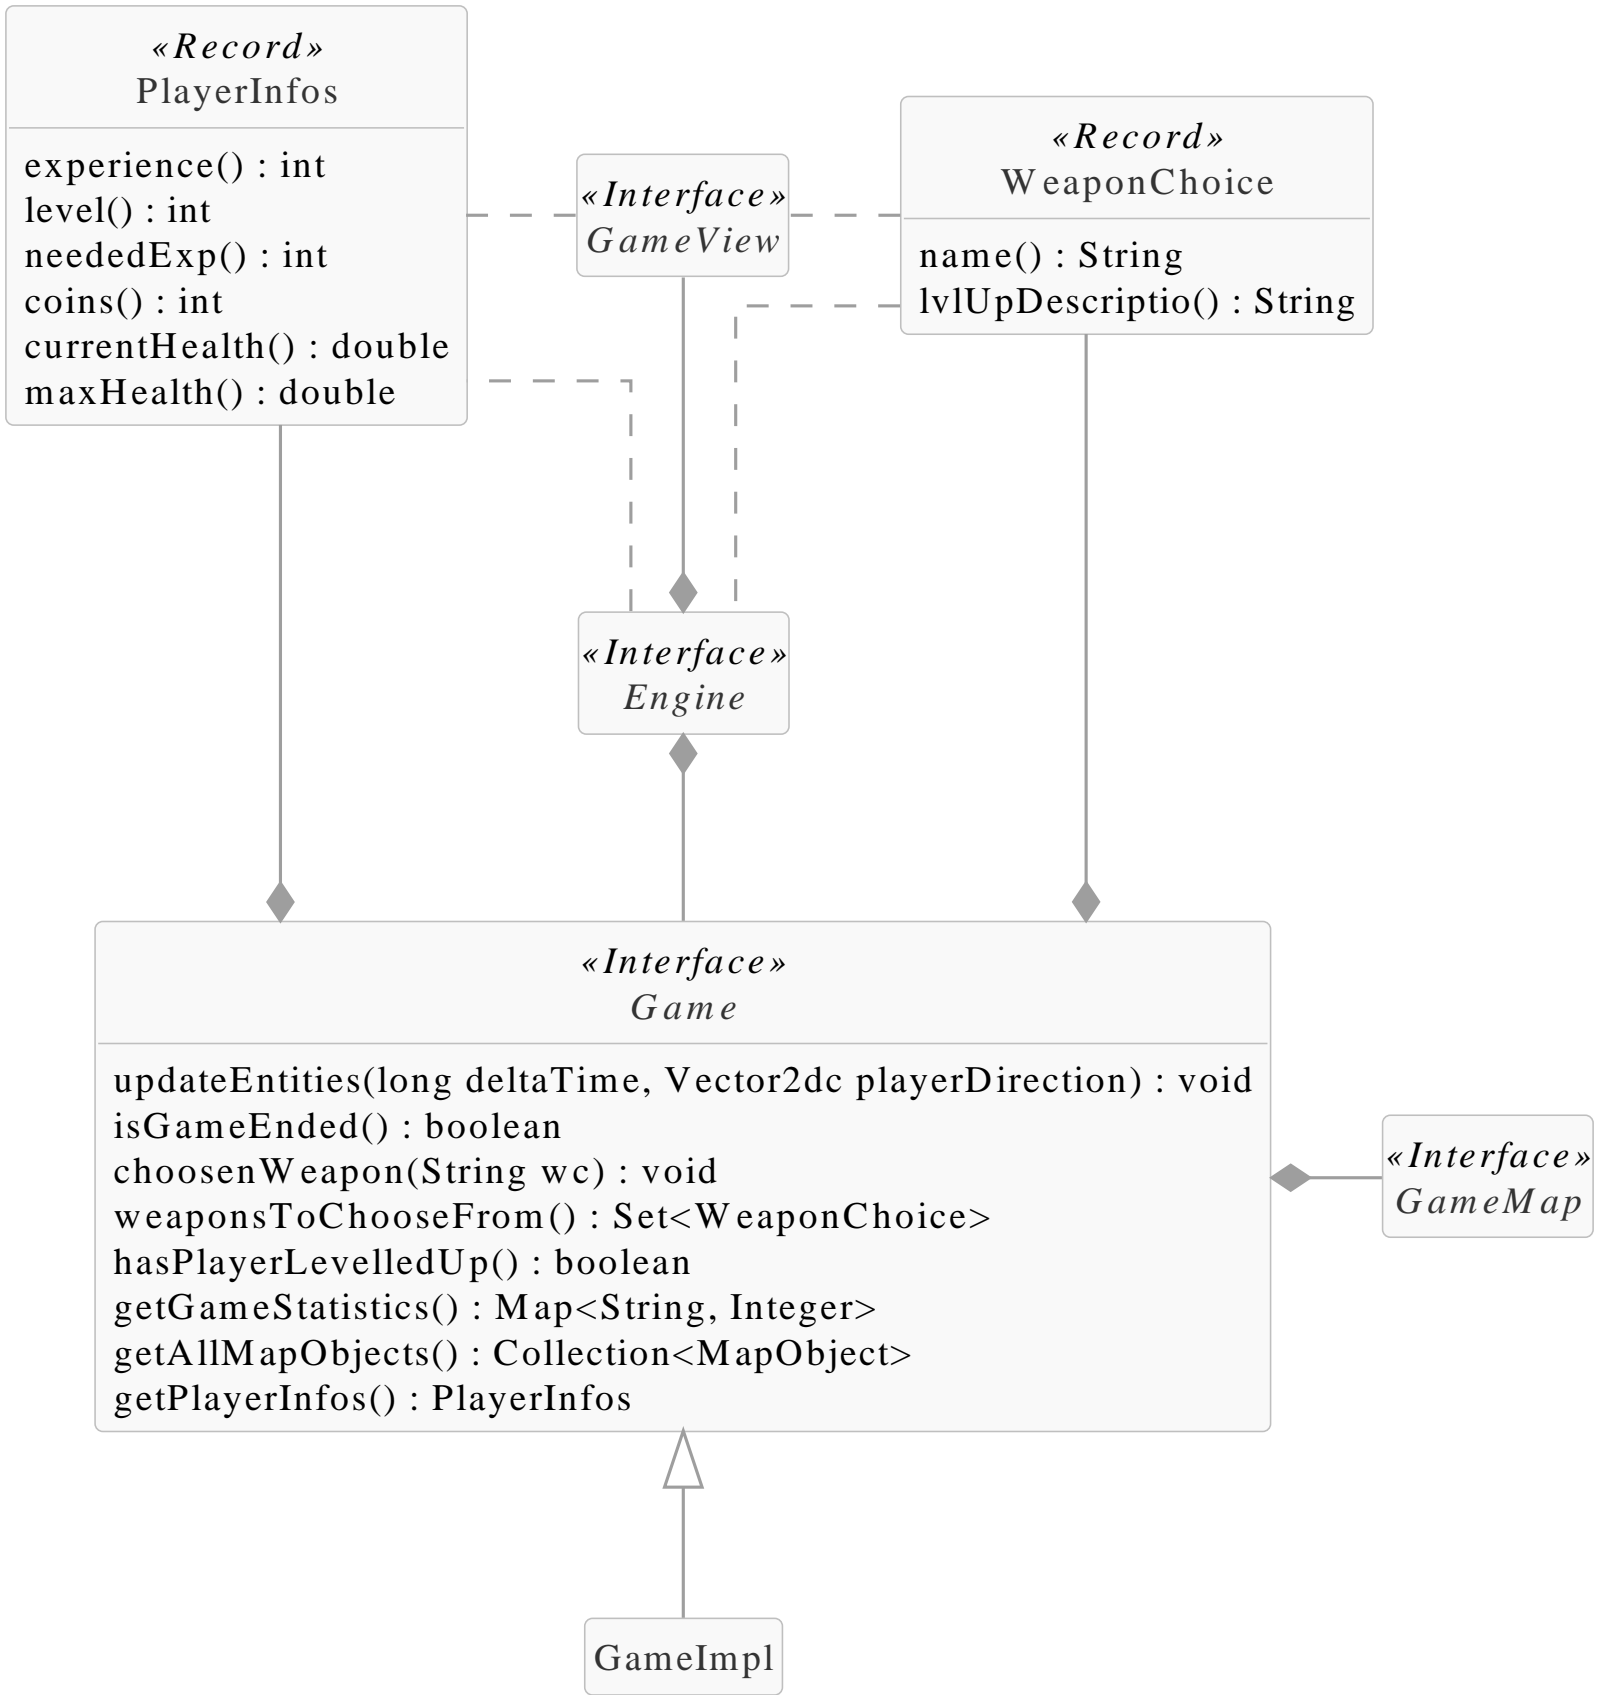 «Record»
PlayerInfos
experience() : int
level() : int
neededExp() : int
coins() : int
currentHealth() : double
maxHealth() : double
«Interface»
GameView
«Record»
WeaponChoice
name() : String
lvlUpDescriptio() : String
«Interface»
Engine
«Interface»
Game
updateEntities(long deltaTime, Vector2dc playerDirection) : void
isGameEnded() : boolean
choosenWeapon(String wc) : void
weaponsToChooseFrom() : Set<WeaponChoice>
hasPlayerLevelledUp() : boolean
getGameStatistics() : Map<String, Integer>
getAllMapObjects() : Collection<MapObject>
getPlayerInfos() : PlayerInfos
«Interface»
GameMap
GameImpl